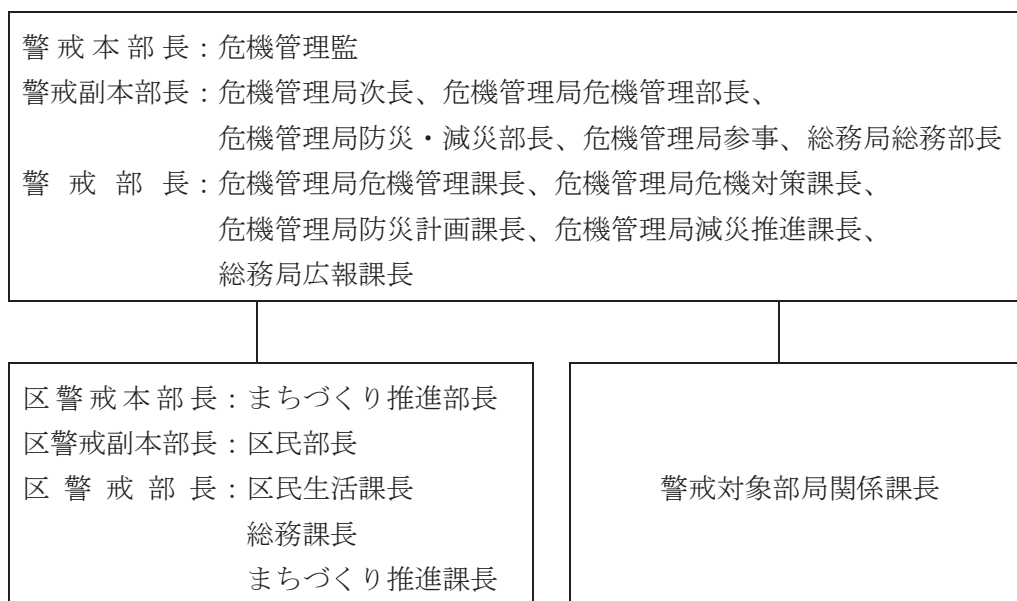 警戒本部長：危機管理監
警戒副本部長：危機管理局次長、危機管理局危機管理部長、
危機管理局防災・減災部長、危機管理局参事、総務局総務部長
警戒部長：危機管理局危機管理課長、危機管理局危機対策課長、
危機管理局防災計画課長、危機管理局減災推進課長、
総務局広報課長
区警戒本部長：まちづくり推進部長
区警戒副本部長：区民部長
区警戒部長：区民生活課長
総務課長
まちづくり推進課長
警戒対象部局関係課長